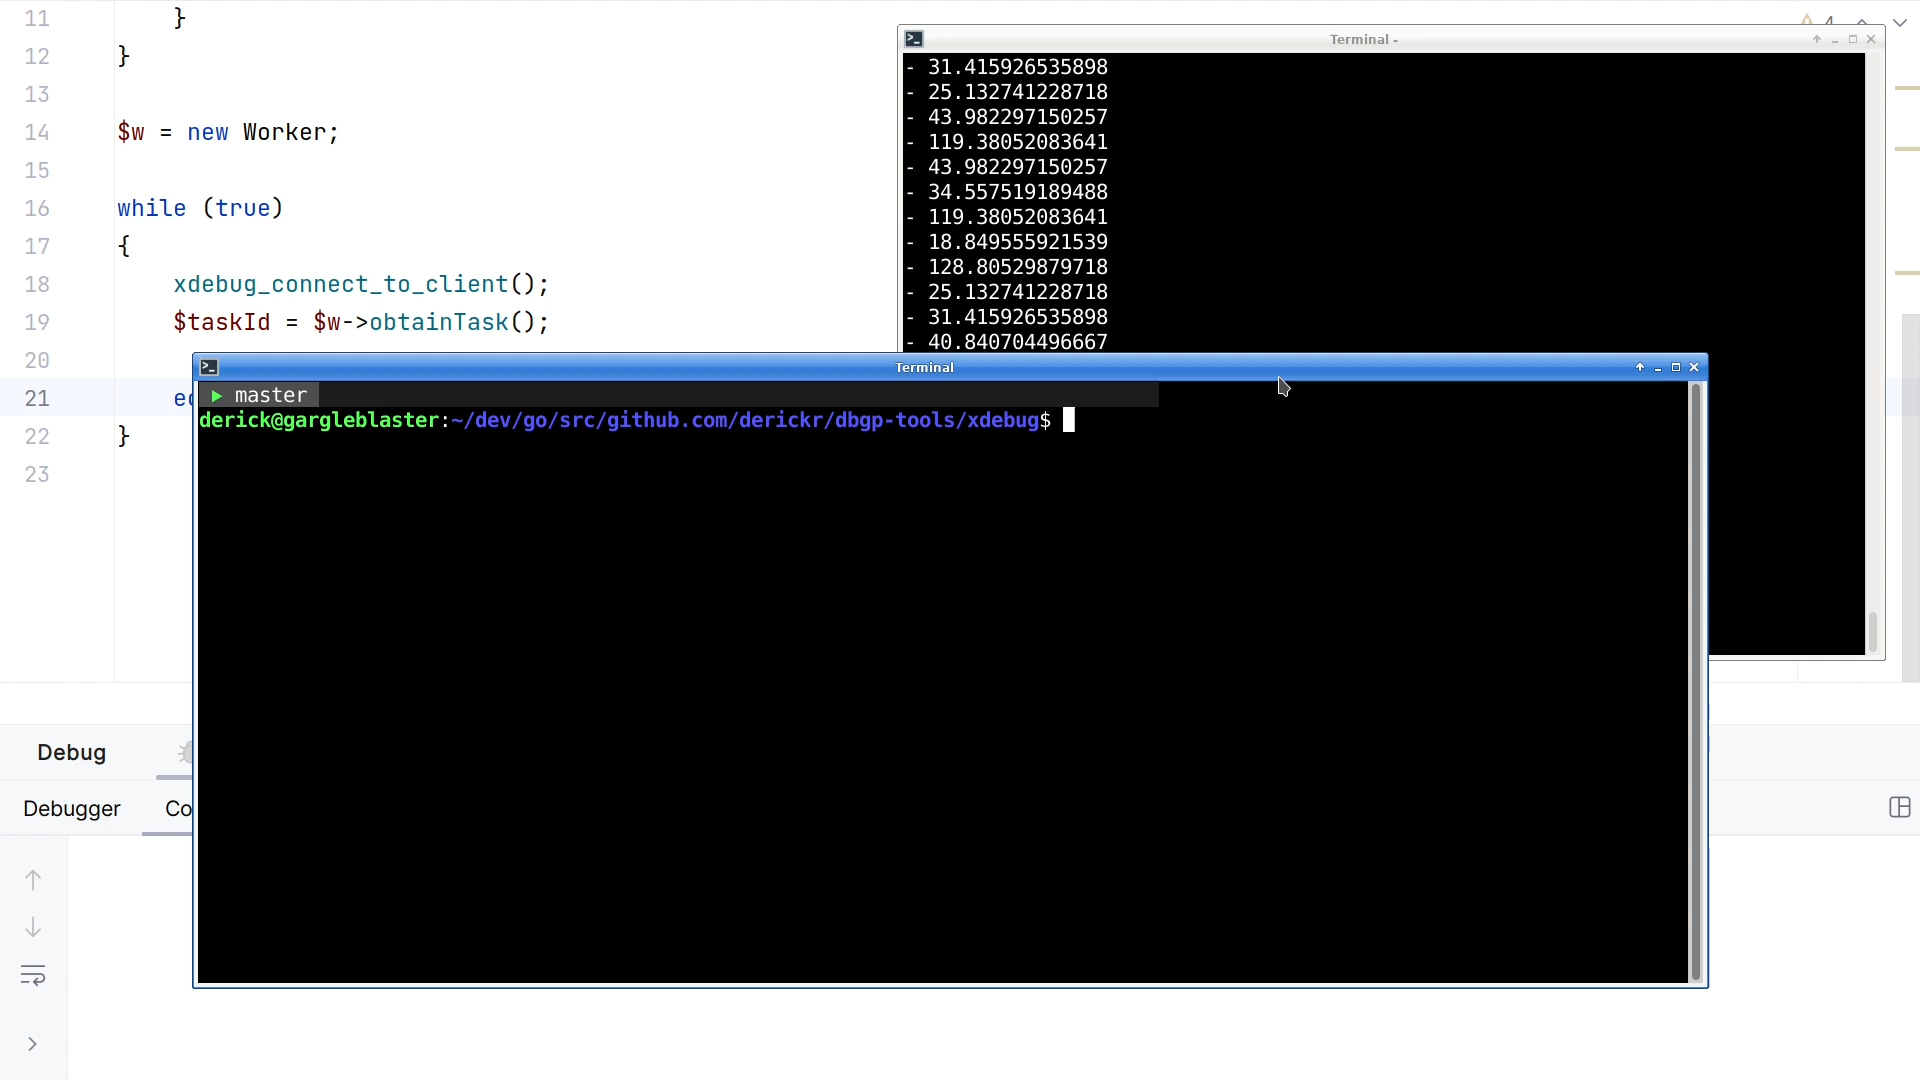 11 }
12 }
13
14 $w = new Worker;
15
16 while (true)
17 {
18 xdebug_connect_to_client();
19 $taskId = $w->obtainTask();
20
21
22 }
23
4
Terminal -
- 31.415926535898
- 25.132741228718
- 43.982297150257
- 119.38052083641
- 43.982297150257
- 34.557519189488
- 119.38052083641
- 18.849555921539
- 128.80529879718
- 25.132741228718
- 31.415926535898
- 40.840704496667
Terminal
master
derick@gargleblaster:~/dev/go/src/github.com/derickr/dbgp-tools/xdebug$
Debug
Debugger Co